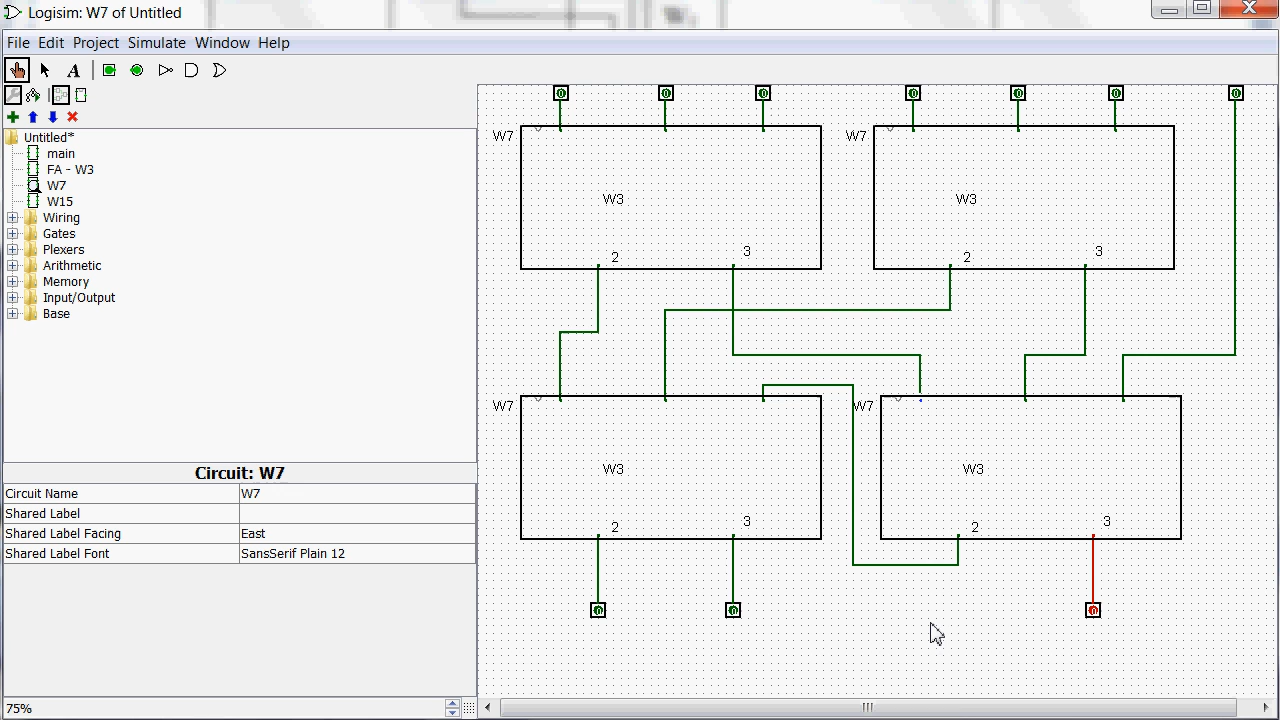 Logisim: W7 of Untitled
File Edit Project Simulate Window Help
A
Untitled*
main
FA - W3
W7
W15
Wiring
Gates
Plexers
Arithmetic
Memory
Input/Output
Base
Circuit: W7
Circuit Name W7
Shared Label
Shared Label Facing East
Shared Label Font SansSerif Plain 12
75%
0 0 0 0 0 0 0
W7 W7
W3 W3
2 3 2 3
W7 W7
W3 W3
2 3 2 3